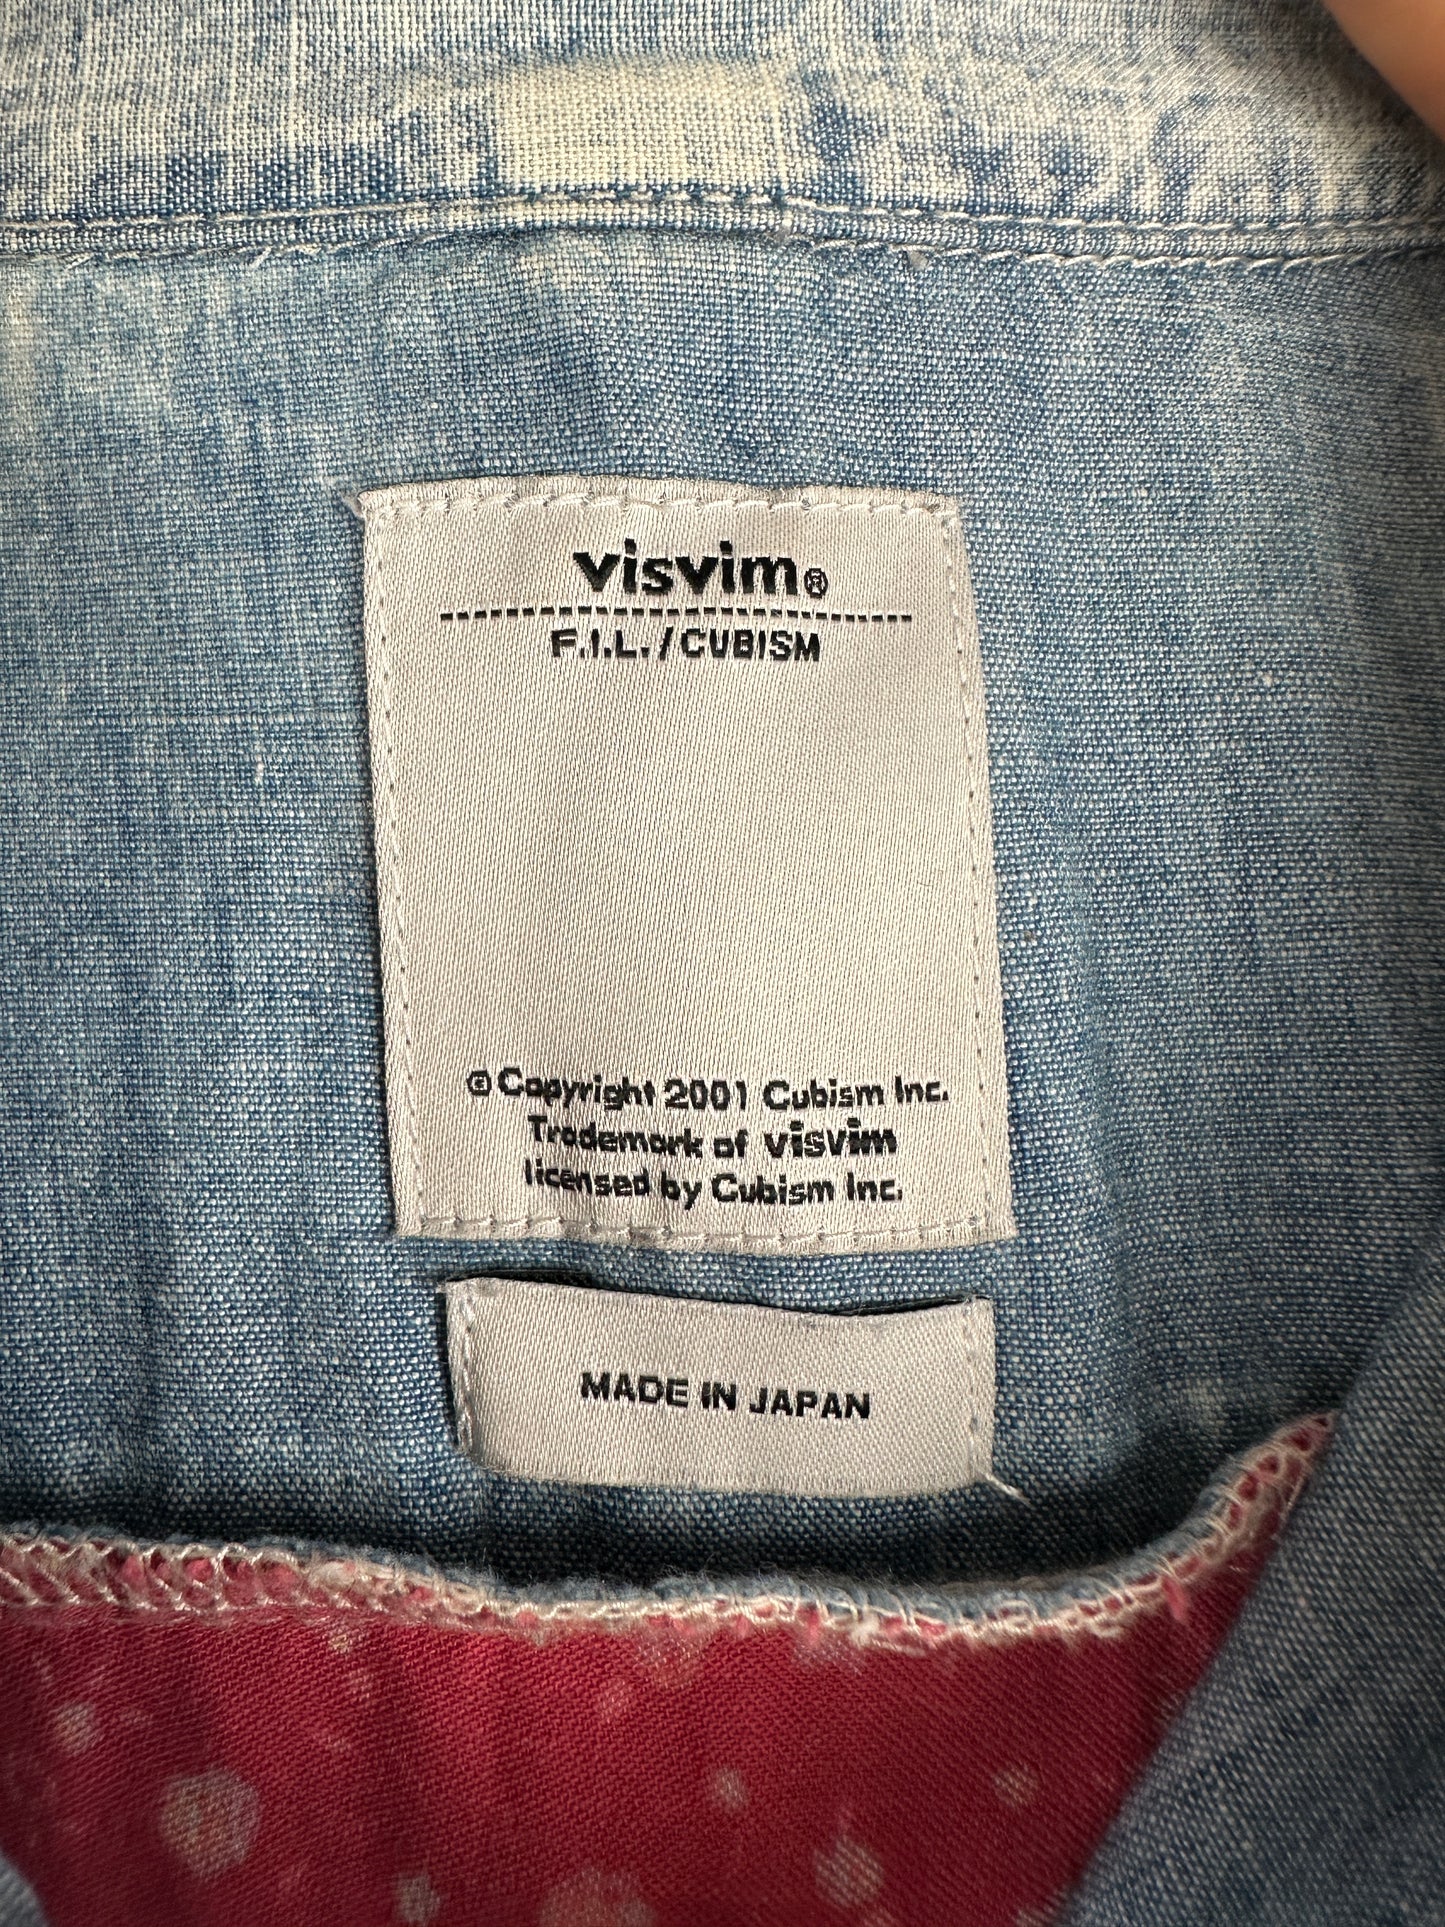 visvim®
F.I.L./CUBISM
© Copyright 2001 Cubism Inc.
Trademark of visvim
licensed by Cubism Inc.
MADE IN JAPAN